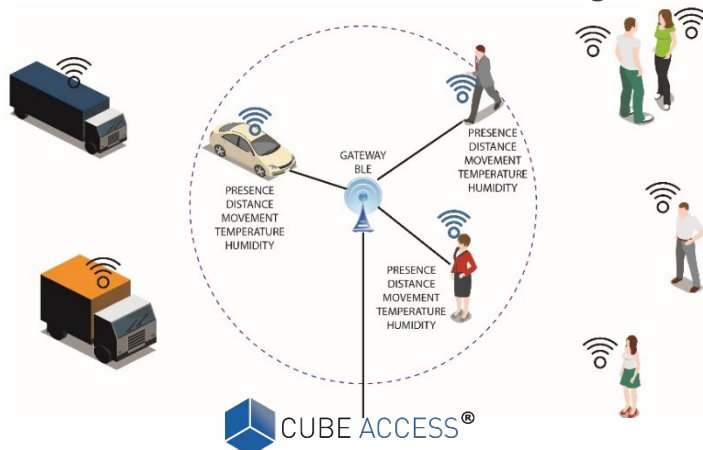 GATEWAY
BLE
PRESENCE
DISTANCE
MOVEMENT
TEMPERATURE
HUMIDITY
PRESENCE
DISTANCE
MOVEMENT
TEMPERATURE
HUMIDITY
PRESENCE
DISTANCE
MOVEMENT
TEMPERATURE
HUMIDITY
CUBE ACCESS®